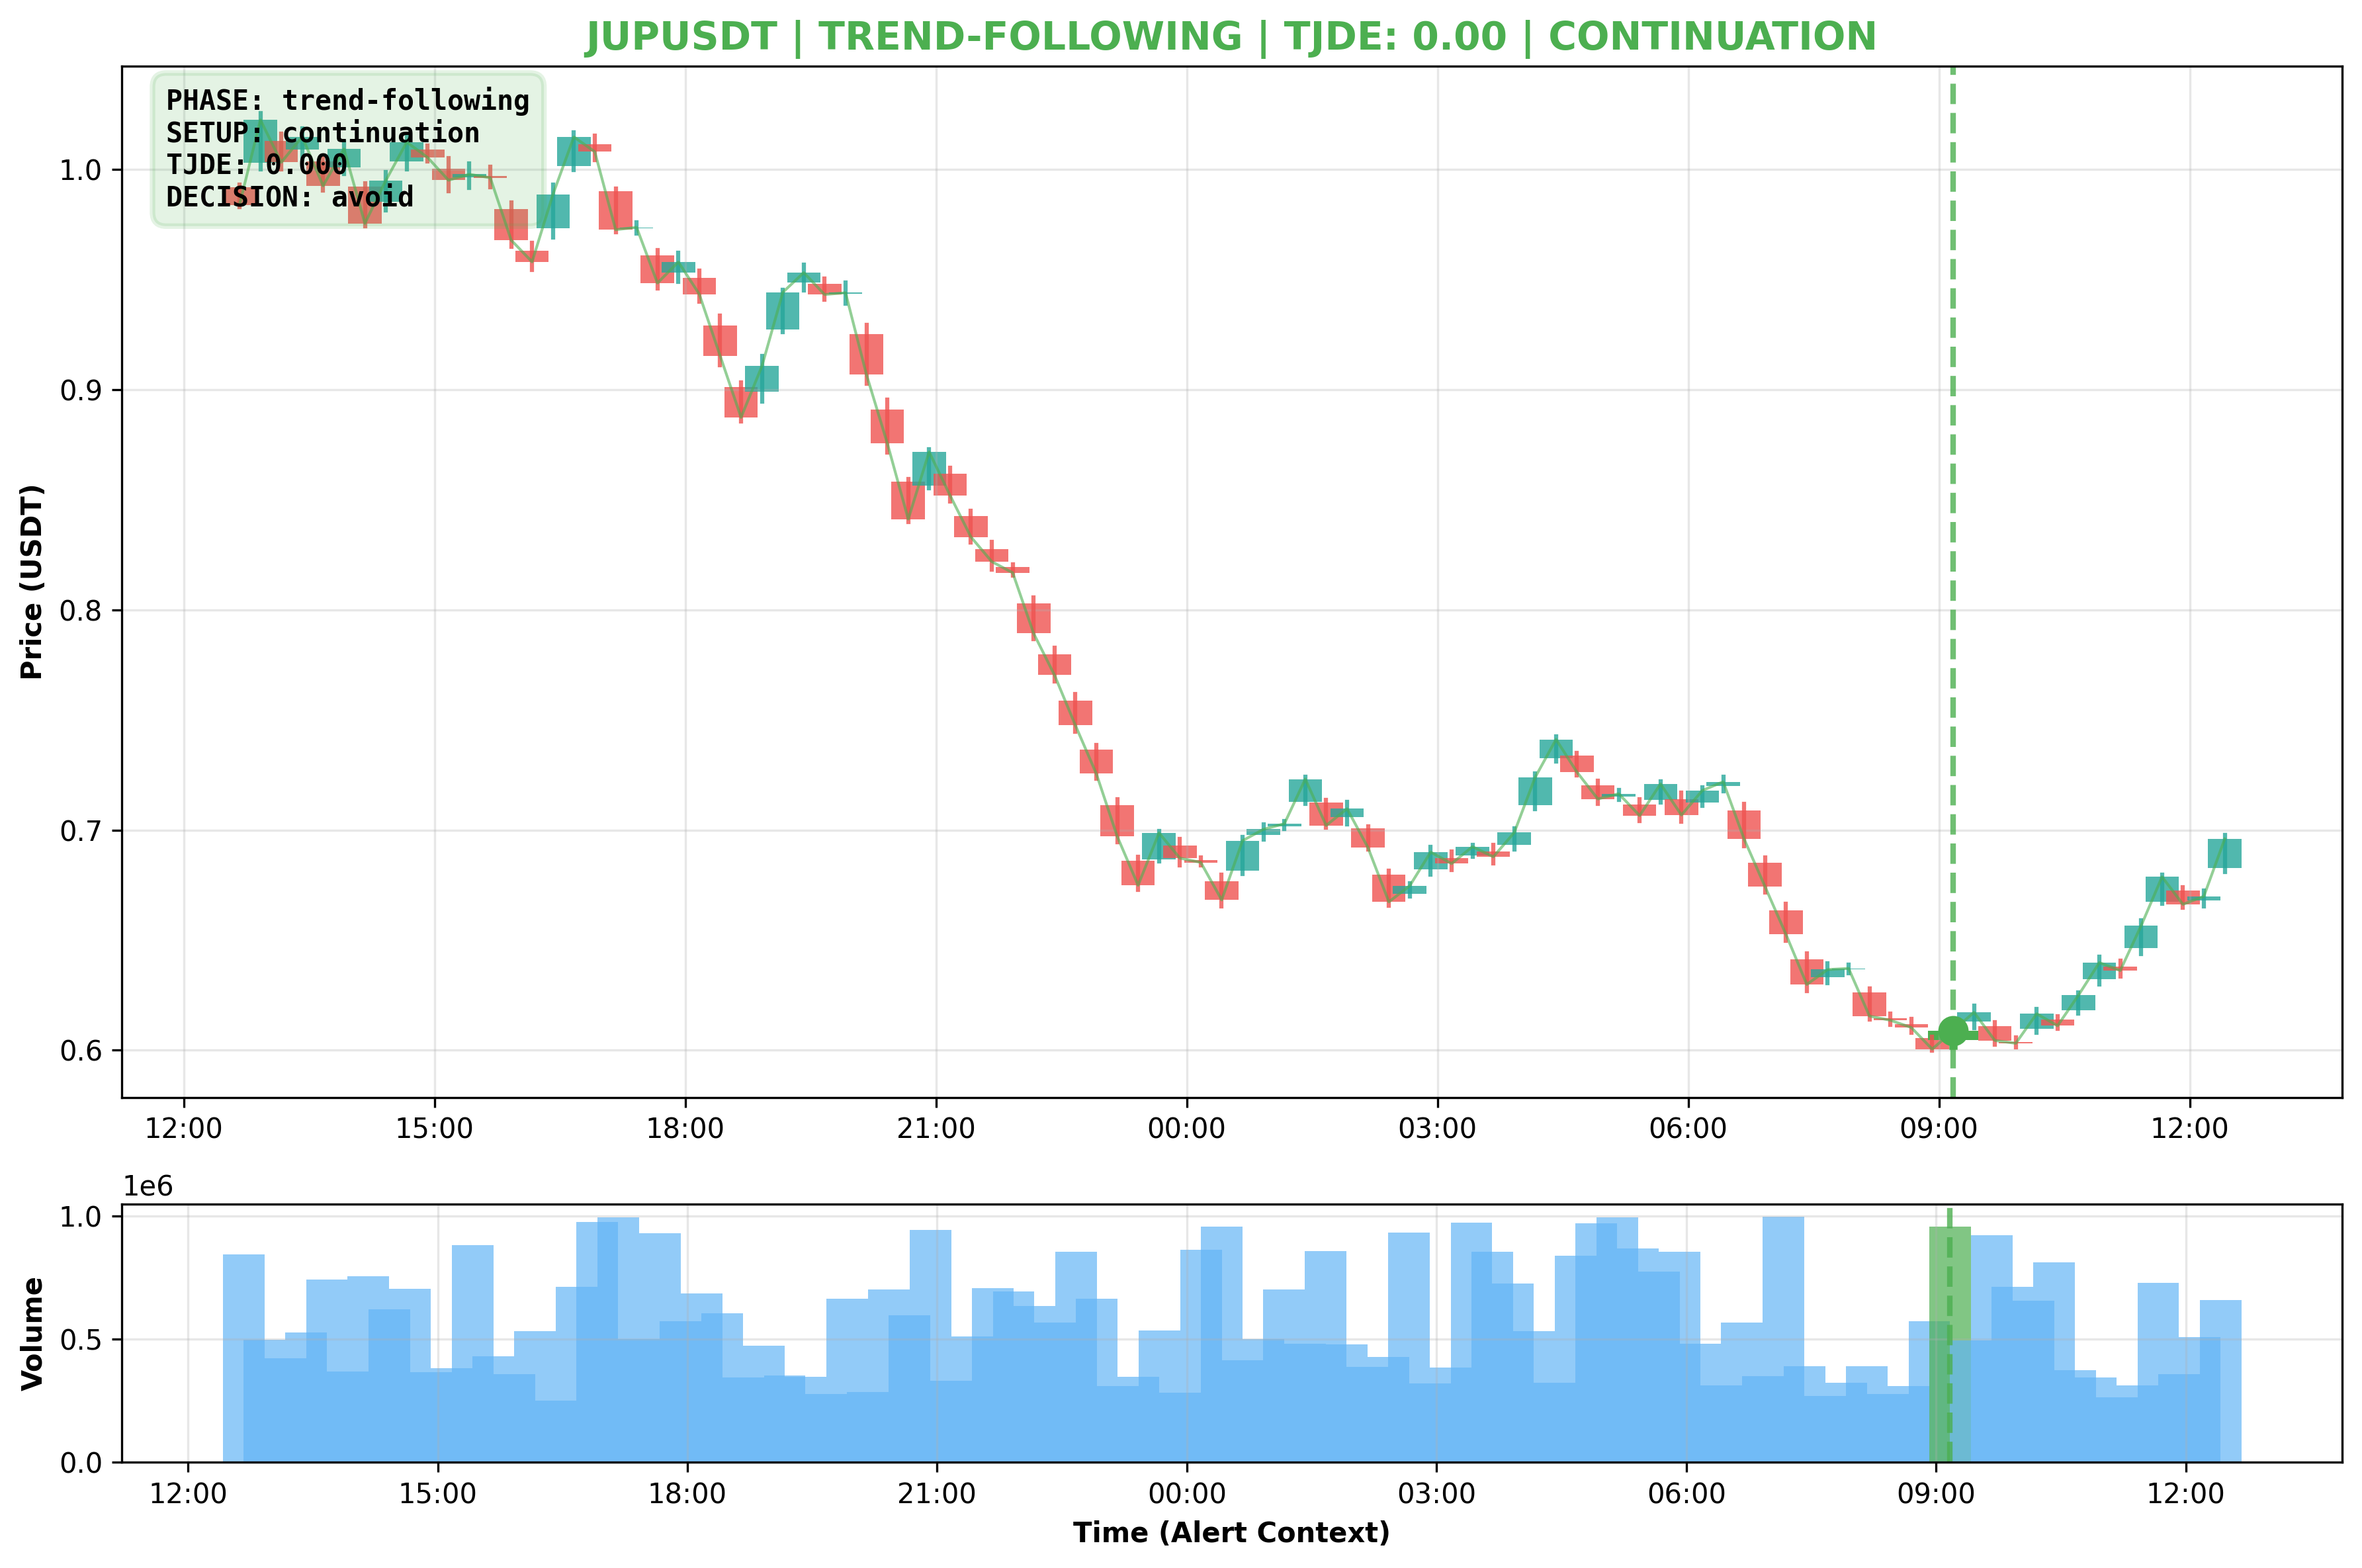 JUPUSDT | TREND-FOLLOWING | TJDE: 0.00 | CONTINUATION
PHASE: trend-following
SETUP: continuation
TJDE: 0.000
DECISION: avoid
Price (USDT)
1.0
0.9
0.8
0.7
0.6
12:00 15:00 18:00 21:00 00:00 03:00 06:00 09:00 12:00
1e6
Volume
1.0
0.5
0.0
12:00 15:00 18:00 21:00 00:00 03:00 06:00 09:00 12:00
Time (Alert Context)